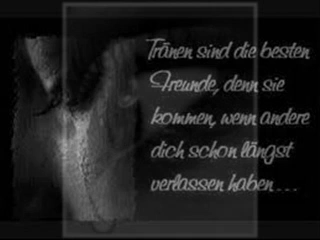 Tränen sind die besten
Freunde, denn sie
kommen, wenn andere
dich schon längst
verlassen haben...